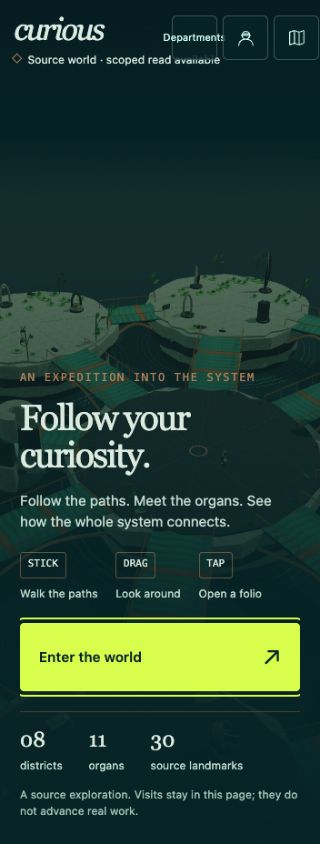 curious
Departments
Source world · scoped read available
AN EXPEDITION INTO THE SYSTEM
Follow your
curiosity.
Follow the paths. Meet the organs. See
how the whole system connects.
STICK
DRAG
TAP
Walk the paths
Look around
Open a folio
Enter the world
08
11
30
districts
organs
source landmarks
A source exploration. Visits stay in this page; they do
not advance real work.